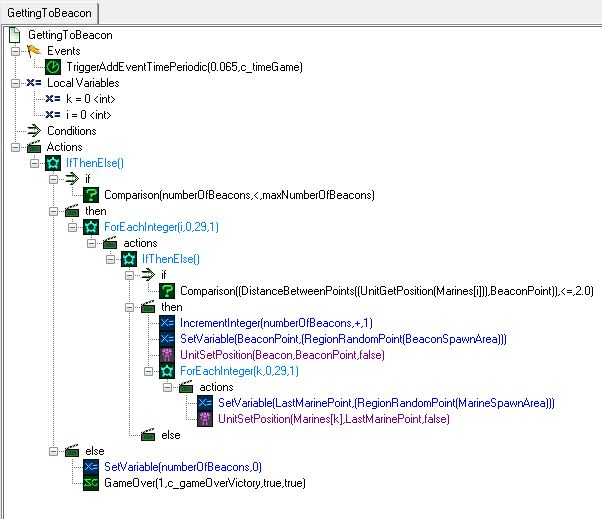 GettingToBeacon
GettingToBeacon
Events
TriggerAddEventTimePeriodic(0.065,c_timeGame)
Local Variables
k = 0 <int>
i = 0 <int>
Conditions
Actions
IfThenElse()
if
Comparison(numberOfBeacons,<,maxNumberOfBeacons)
then
ForEachInteger(i,0,29,1)
actions
IfThenElse()
if
Comparison((DistanceBetweenPoints((UnitGetPosition(Marines[i])),BeaconPoint)),<=,2.0)
then
IncrementInteger(numberOfBeacons,+,1)
SetVariable(BeaconPoint,(RegionRandomPoint(BeaconSpawnArea)))
UnitSetPosition(Beacon,BeaconPoint,false)
ForEachInteger(k,0,29,1)
actions
SetVariable(LastMarinePoint,(RegionRandomPoint(MarineSpawnArea)))
UnitSetPosition(Marines[k],LastMarinePoint,false)
else
else
SetVariable(numberOfBeacons,0)
GameOver(1,c_gameOverVictory,true,true)